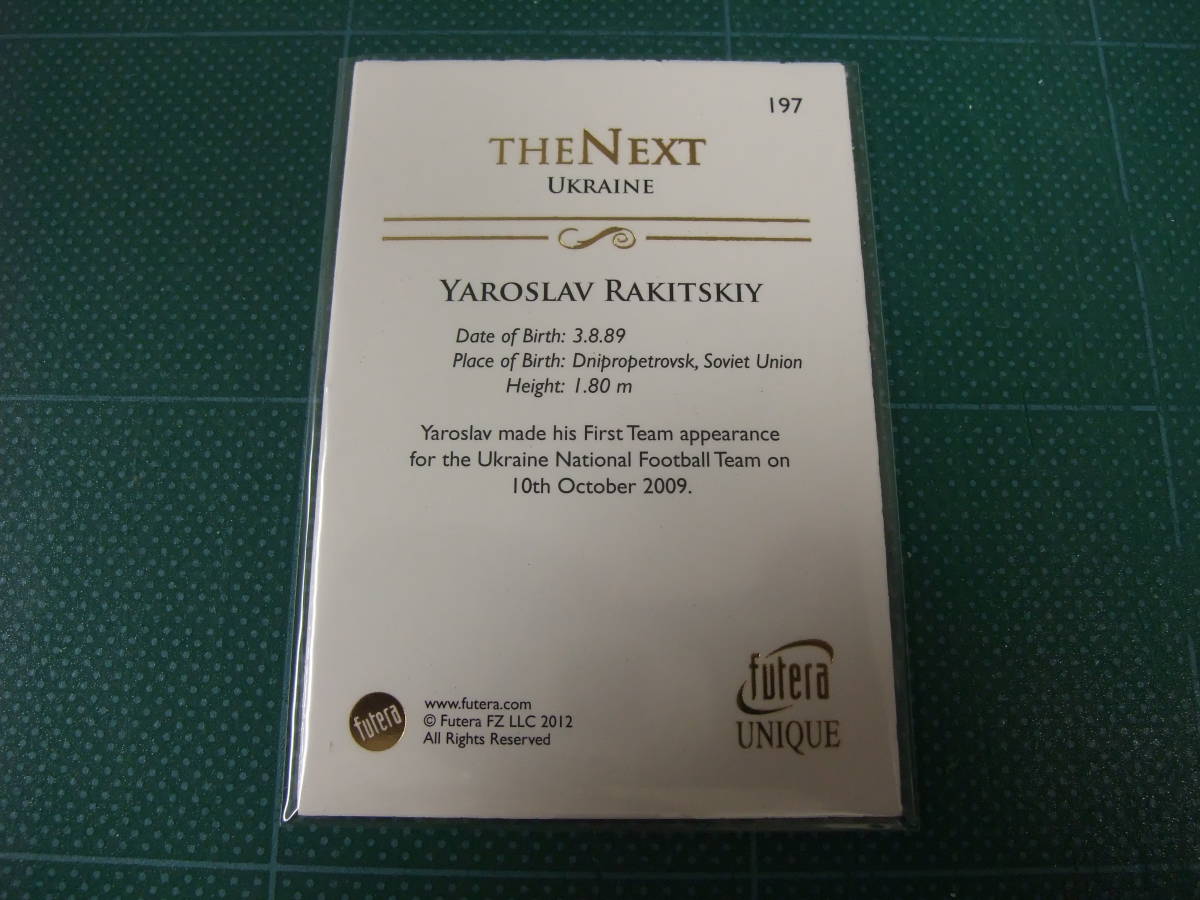 197
THE NEXT
UKRAINE
YAROSLAV RAKITSKIY
Date of Birth: 3.8.89
Place of Birth: Dnipropetrovsk, Soviet Union
Height: 1.80 m
Yaroslav made his First Team appearance
for the Ukraine National Football Team on
10th October 2009.
futera
www.futera.com
© Futera FZ LLC 2012
All Rights Reserved
futera
UNIQUE